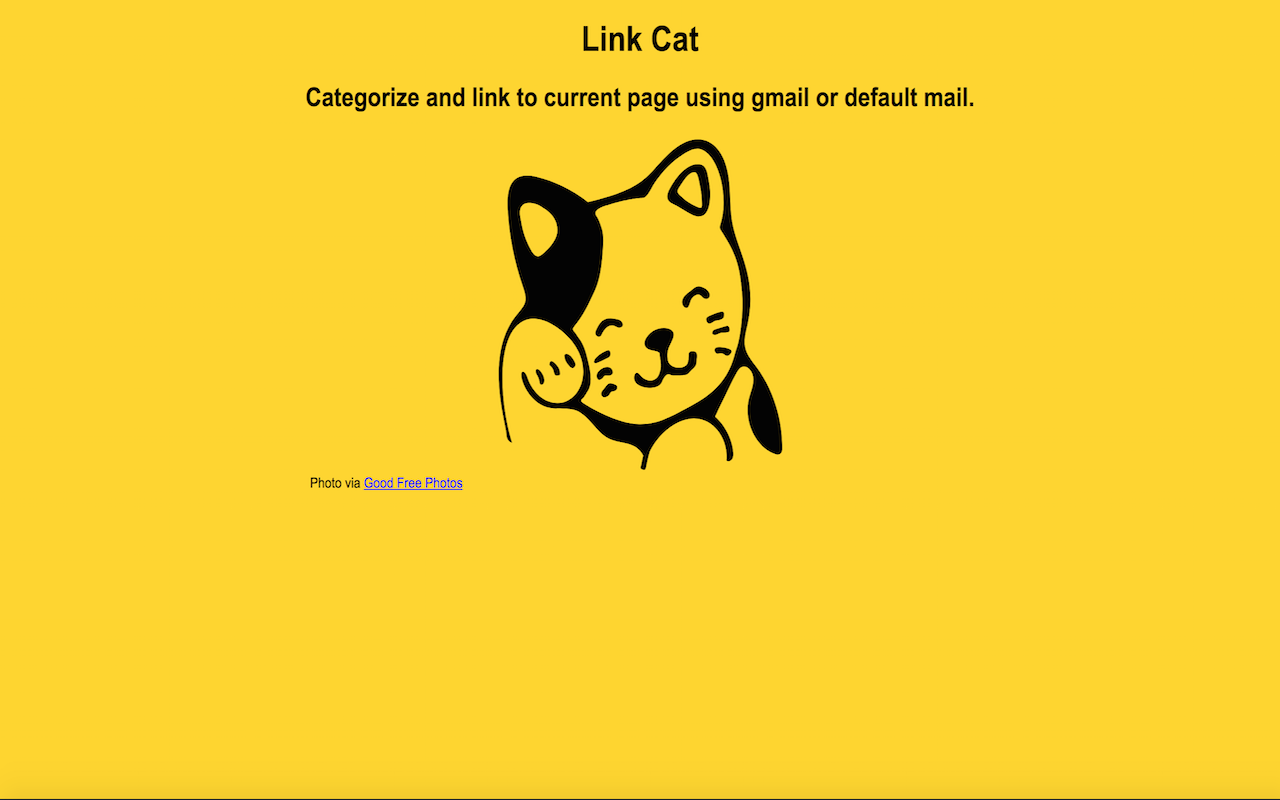 Link Cat
Categorize and link to current page using gmail or default mail.
Photo via Good Free Photos